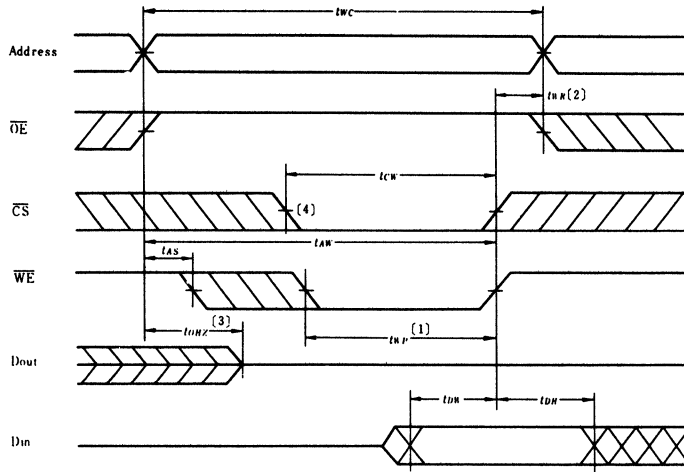 tWC
Address
tWR (2)
OE
tCW
CS
(4)
tAW
tAS
WE
(3)
tOHZ
(1)
tWP
Dout
tDW
tDH
Din